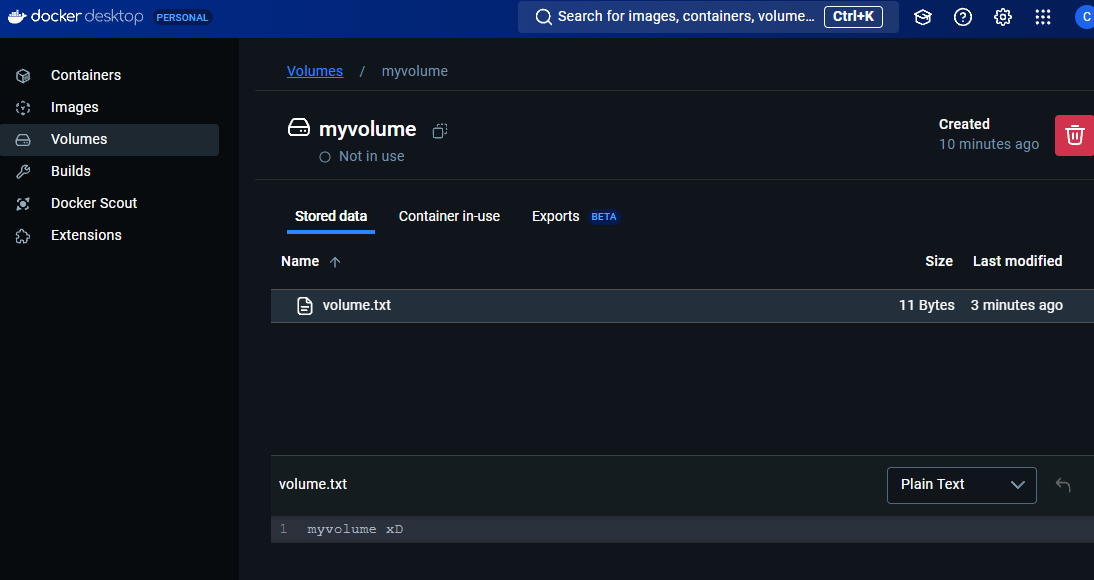 docker desktop PERSONAL Search for images, containers, volume... Ctrl+K C
Containers
Images
Volumes
Builds
Docker Scout
Extensions
Volumes / myvolume
myvolume
Not in use
Created
10 minutes ago
Stored data Container in-use Exports BETA
Name Size Last modified
volume.txt 11 Bytes 3 minutes ago
volume.txt Plain Text
1 myvolume xD